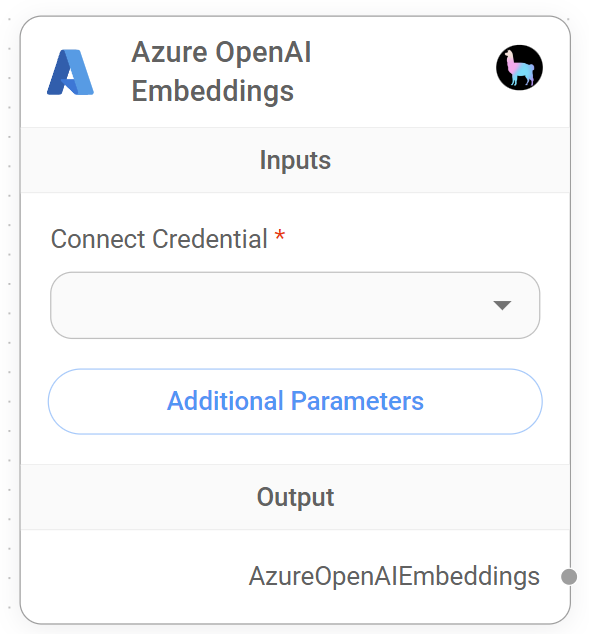 Azure OpenAI
Embeddings
Inputs
Connect Credential *
Additional Parameters
Output
AzureOpenAIEmbeddings